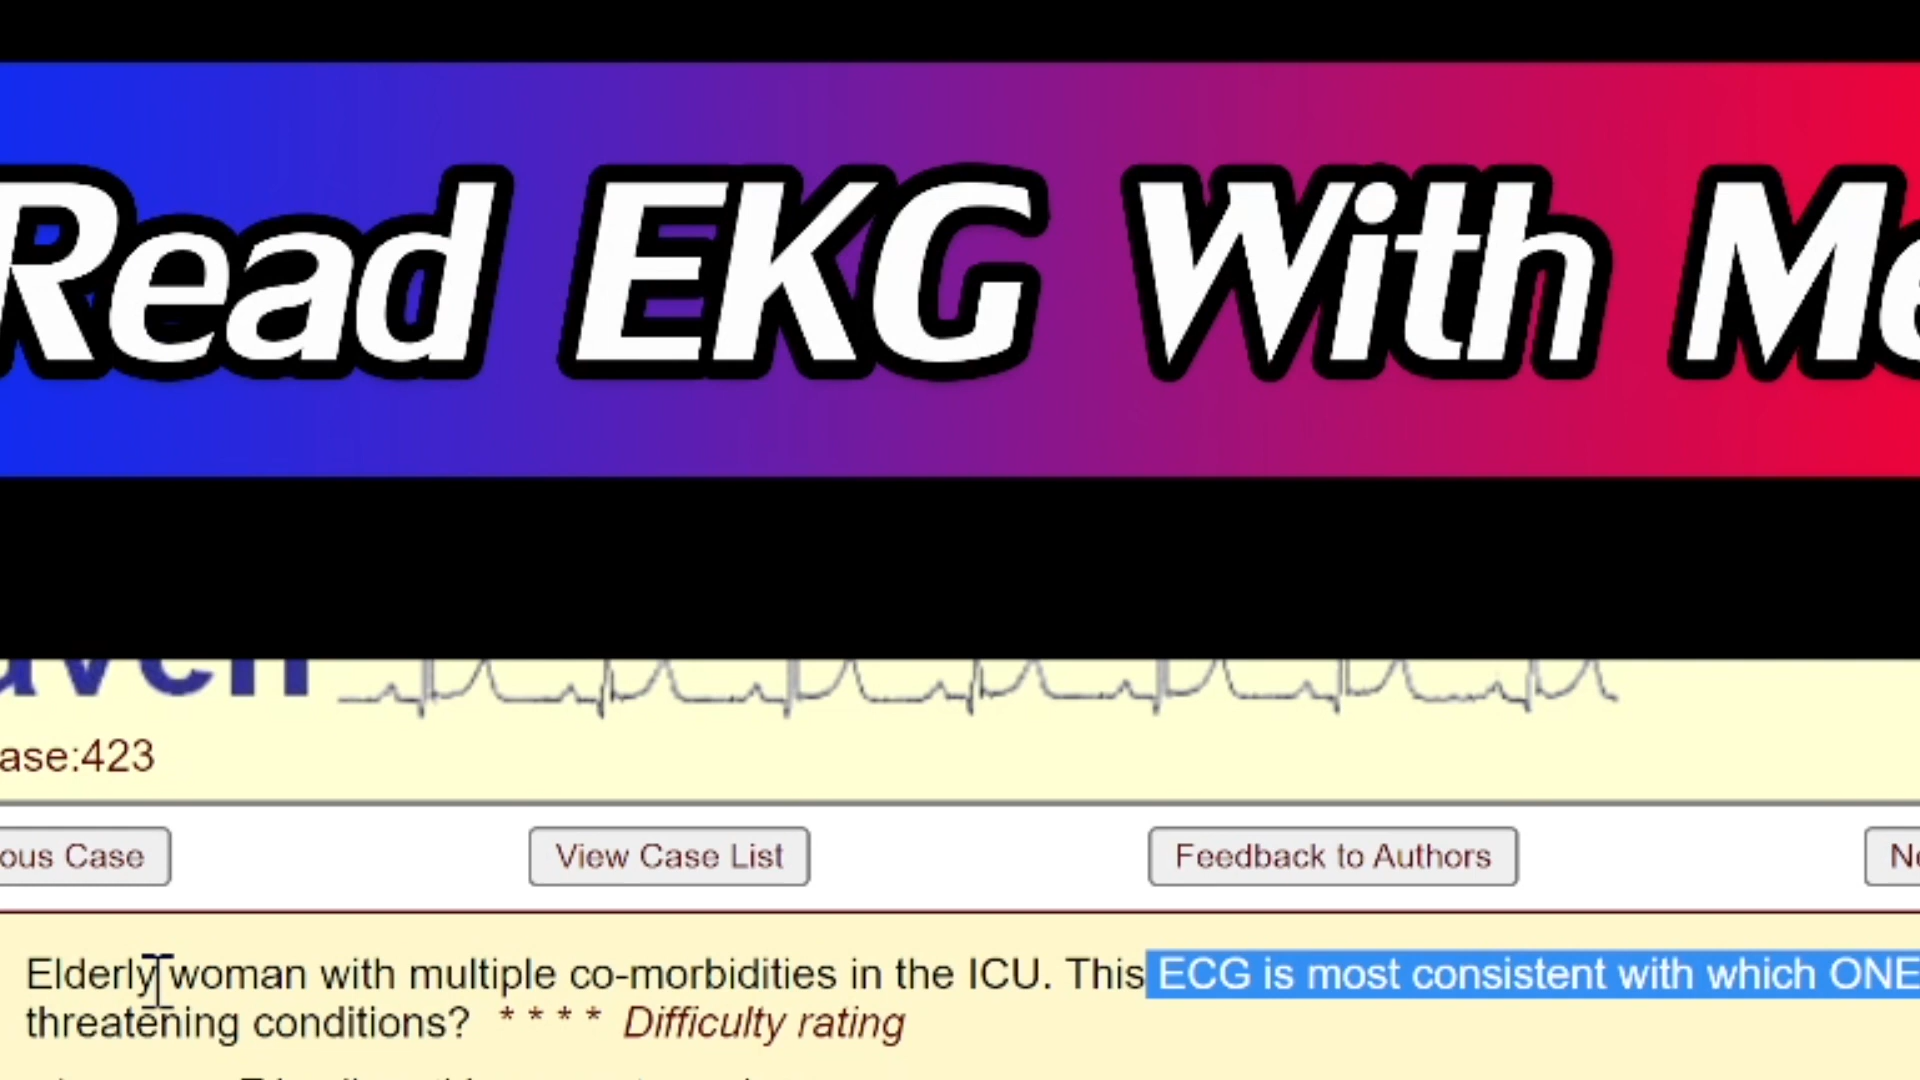 Read EKG With Me
ase:423
ous Case
View Case List
Feedback to Authors
Elderly woman with multiple co-morbidities in the ICU. This ECG is most consistent with which ONE
threatening conditions? * * * * Difficulty rating